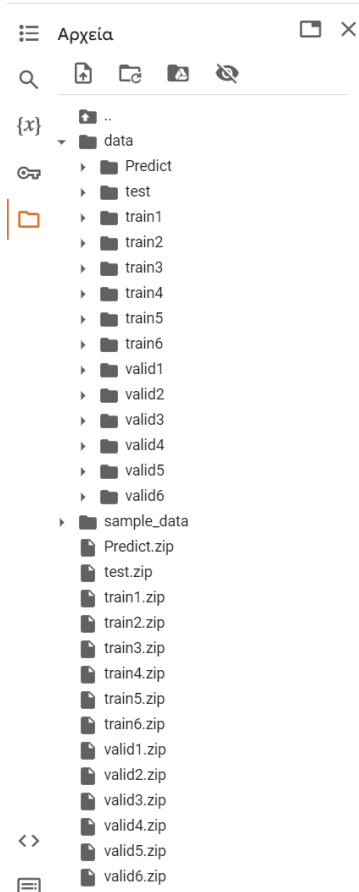 Αρχεία
{x}
..
data
Predict
test
train1
train2
train3
train4
train5
train6
valid1
valid2
valid3
valid4
valid5
valid6
sample_data
Predict.zip
test.zip
train1.zip
train2.zip
train3.zip
train4.zip
train5.zip
train6.zip
valid1.zip
valid2.zip
valid3.zip
valid4.zip
valid5.zip
valid6.zip